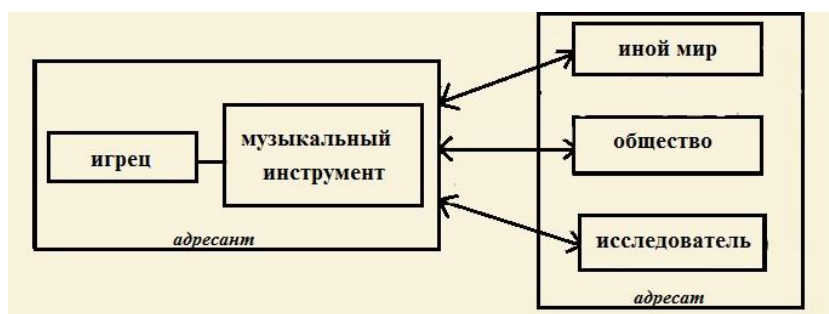 игрец
музыкальный
инструмент
адресант
иной мир
общество
исследователь
адресат